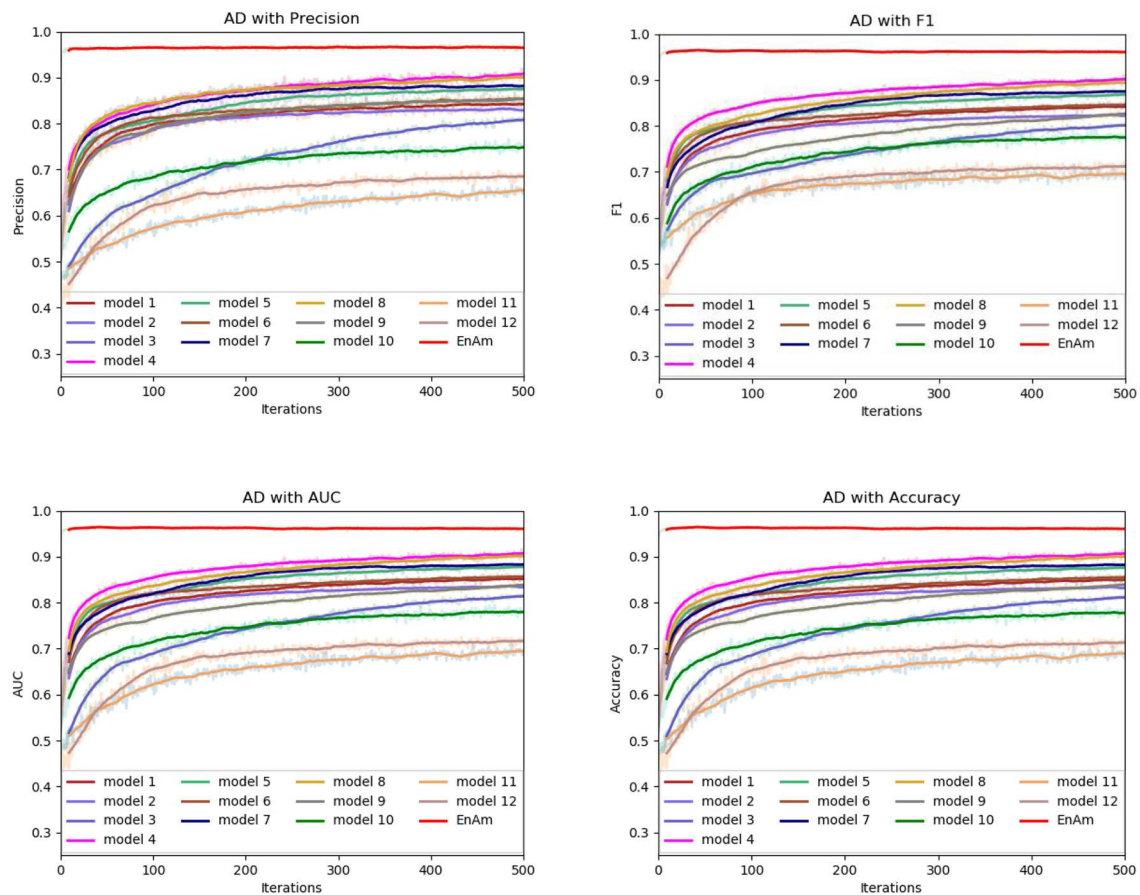 AD with Precision
1.0
0.9
0.8
0.7
0.6
0.5
0.4
0.3
Precision
model 1 model 5 model 8 model 11
model 2 model 6 model 9 model 12
model 3 model 7 model 10 EnAm
model 4
0 100 200 300 400 500
Iterations
AD with F1
1.0
0.9
0.8
0.7
0.6
0.5
0.4
0.3
F1
model 1 model 5 model 8 model 11
model 2 model 6 model 9 model 12
model 3 model 7 model 10 EnAm
model 4
0 100 200 300 400 500
Iterations
AD with AUC
1.0
0.9
0.8
0.7
0.6
0.5
0.4
0.3
AUC
model 1 model 5 model 8 model 11
model 2 model 6 model 9 model 12
model 3 model 7 model 10 EnAm
model 4
0 100 200 300 400 500
Iterations
AD with Accuracy
1.0
0.9
0.8
0.7
0.6
0.5
0.4
0.3
Accuracy
model 1 model 5 model 8 model 11
model 2 model 6 model 9 model 12
model 3 model 7 model 10 EnAm
model 4
0 100 200 300 400 500
Iterations